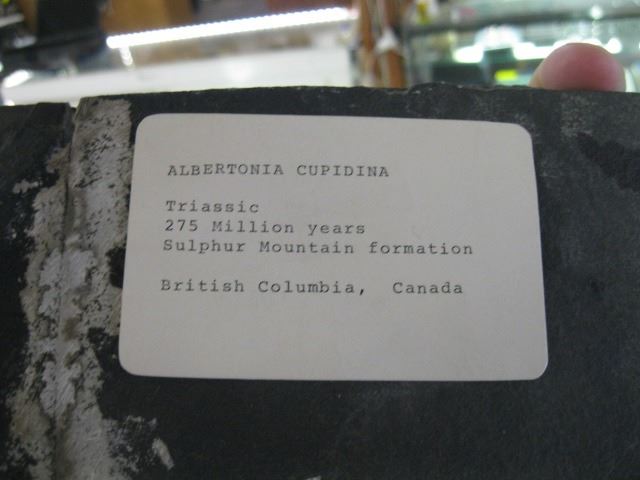 ALBERTONIA CUPIDINA
Triassic
275 Million years
Sulphur Mountain formation
British Columbia, Canada